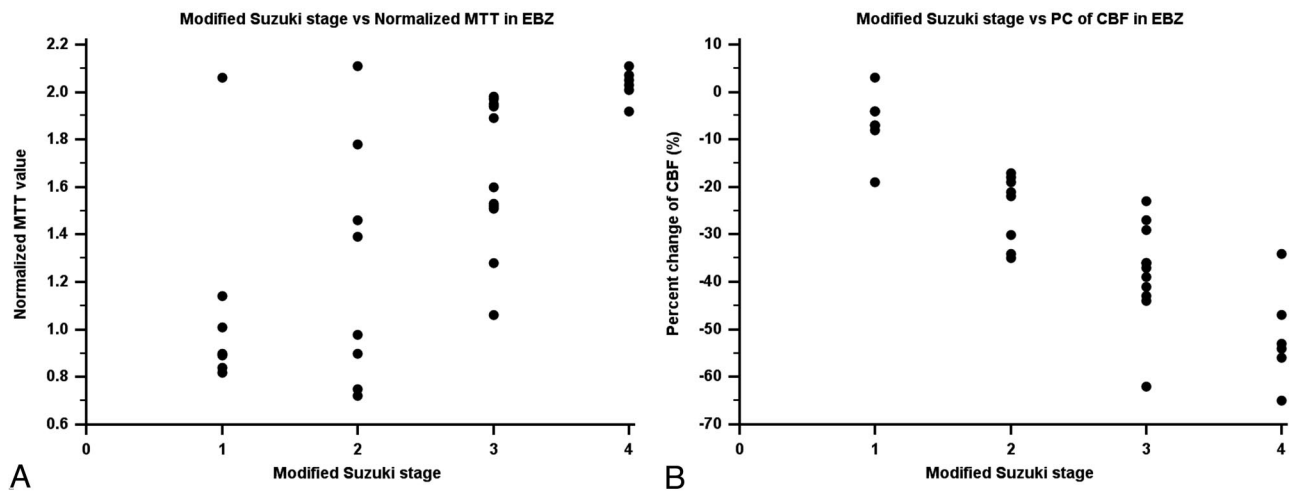 Modified Suzuki stage vs Normalized MTT in EBZ
2.2
2.0
1.8
1.6
1.4
1.2
1.0
0.8
0.6
Normalized MTT value
0 1 2 3 4
Modified Suzuki stage
A
Modified Suzuki stage vs PC of CBF in EBZ
10
0
-10
-20
-30
-40
-50
-60
-70
Percent change of CBF (%)
0 1 2 3 4
Modified Suzuki stage
B